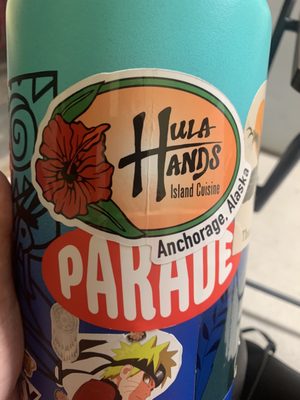 HULA
HANDS
Island Cuisine
Anchorage, Alaska
PARADE